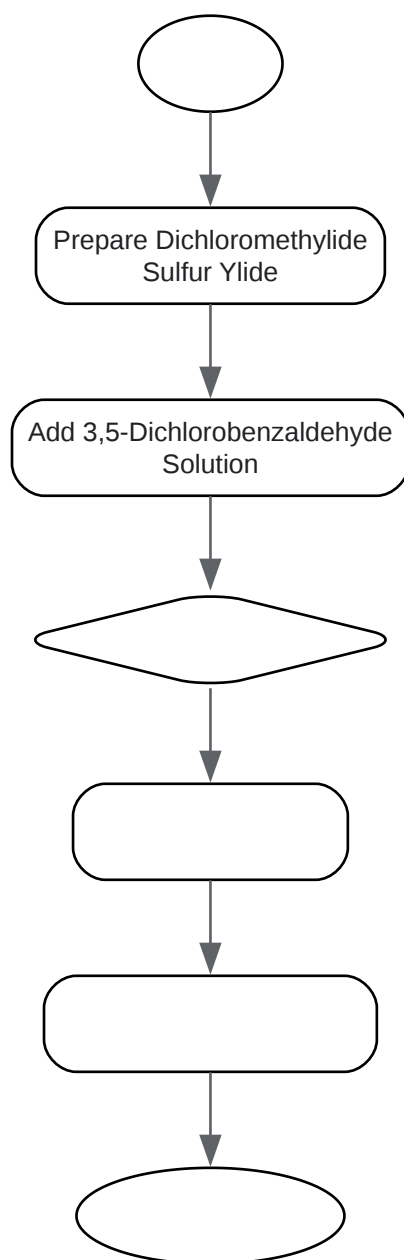 Prepare Dichloromethylide
Sulfur Ylide
Add 3,5-Dichlorobenzaldehyde
Solution